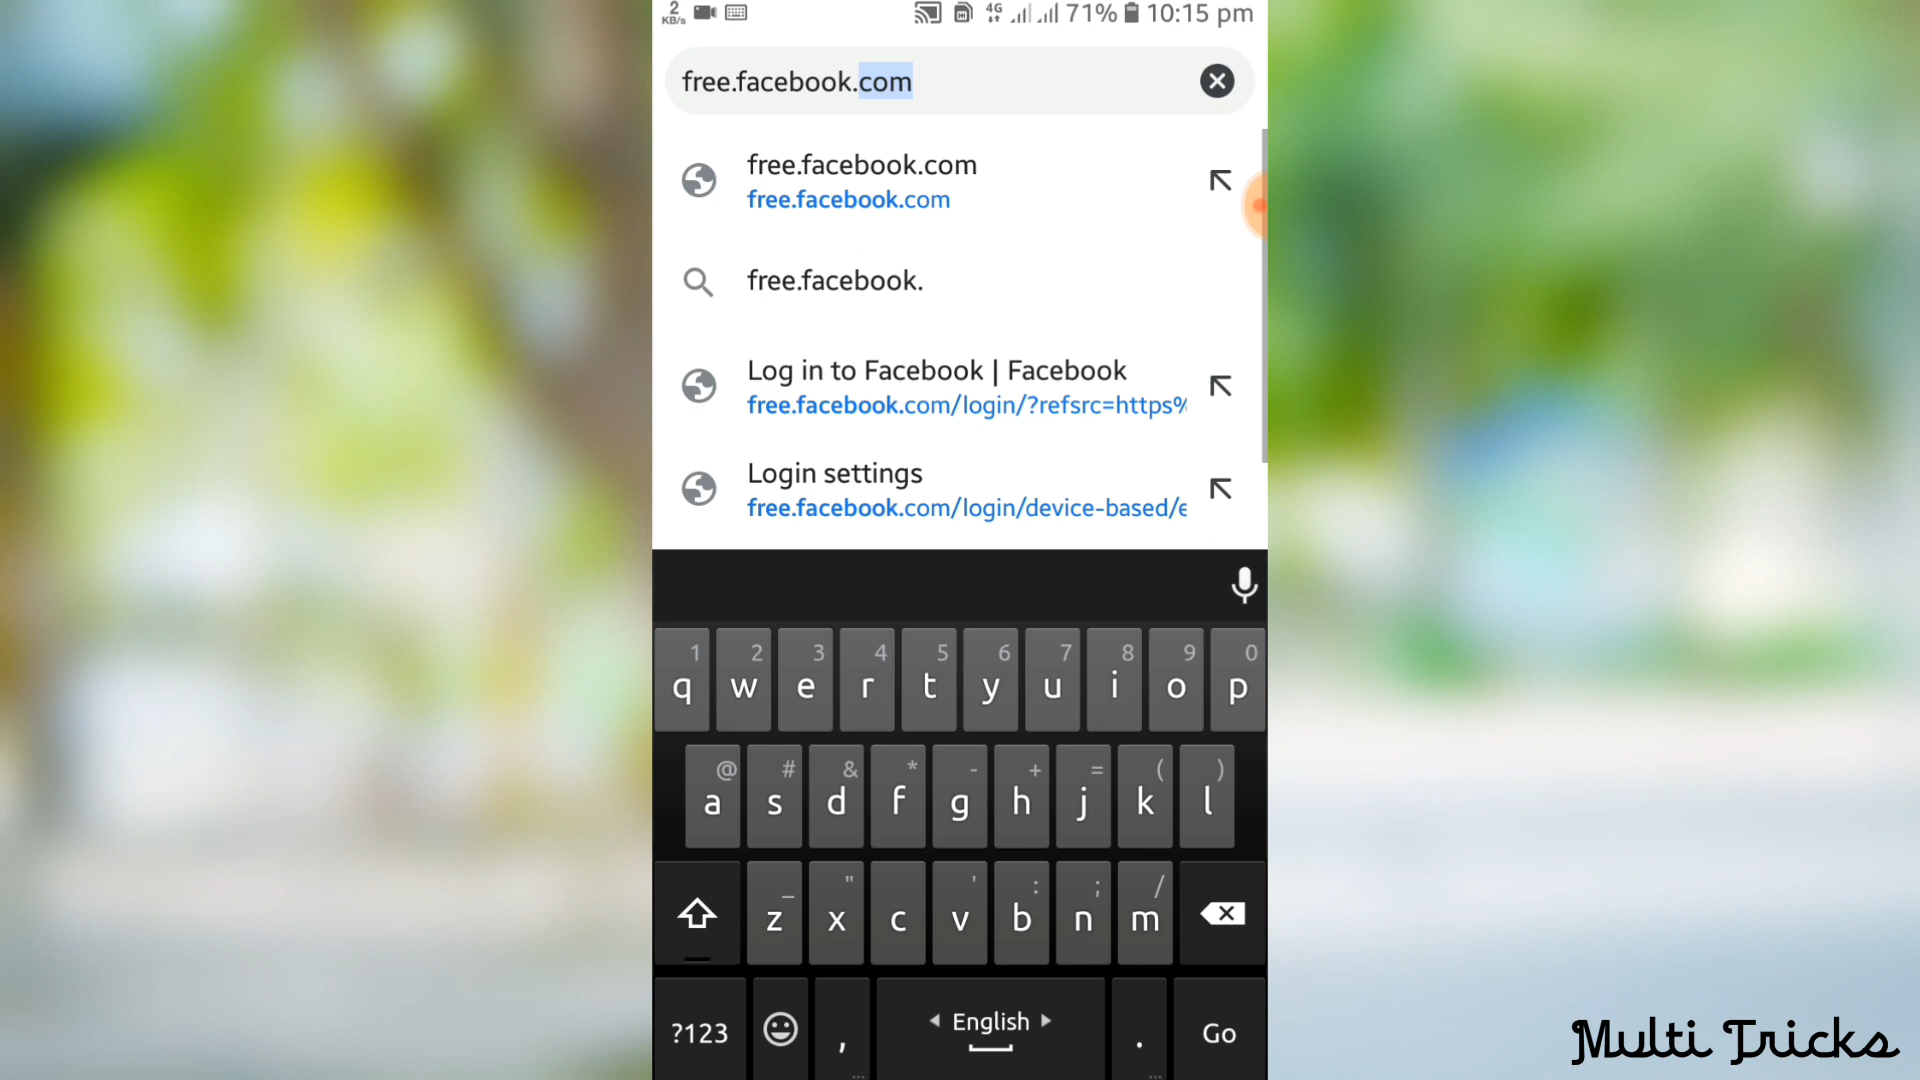 2
KB/s
4G
71%
10:15 pm
free.facebook.com
free.facebook.com
free.facebook.com
free.facebook.
Log in to Facebook | Facebook
free.facebook.com/login/?refsrc=https%
Login settings
free.facebook.com/login/device-based/e
1 2 3 4 5 6 7 8 9 0
q w e r t y u i o p
@ # & * - + = ( )
a s d f g h j k l
_ " ' : ; /
z x c v b n m
?123 , English . Go
Multi Tricks